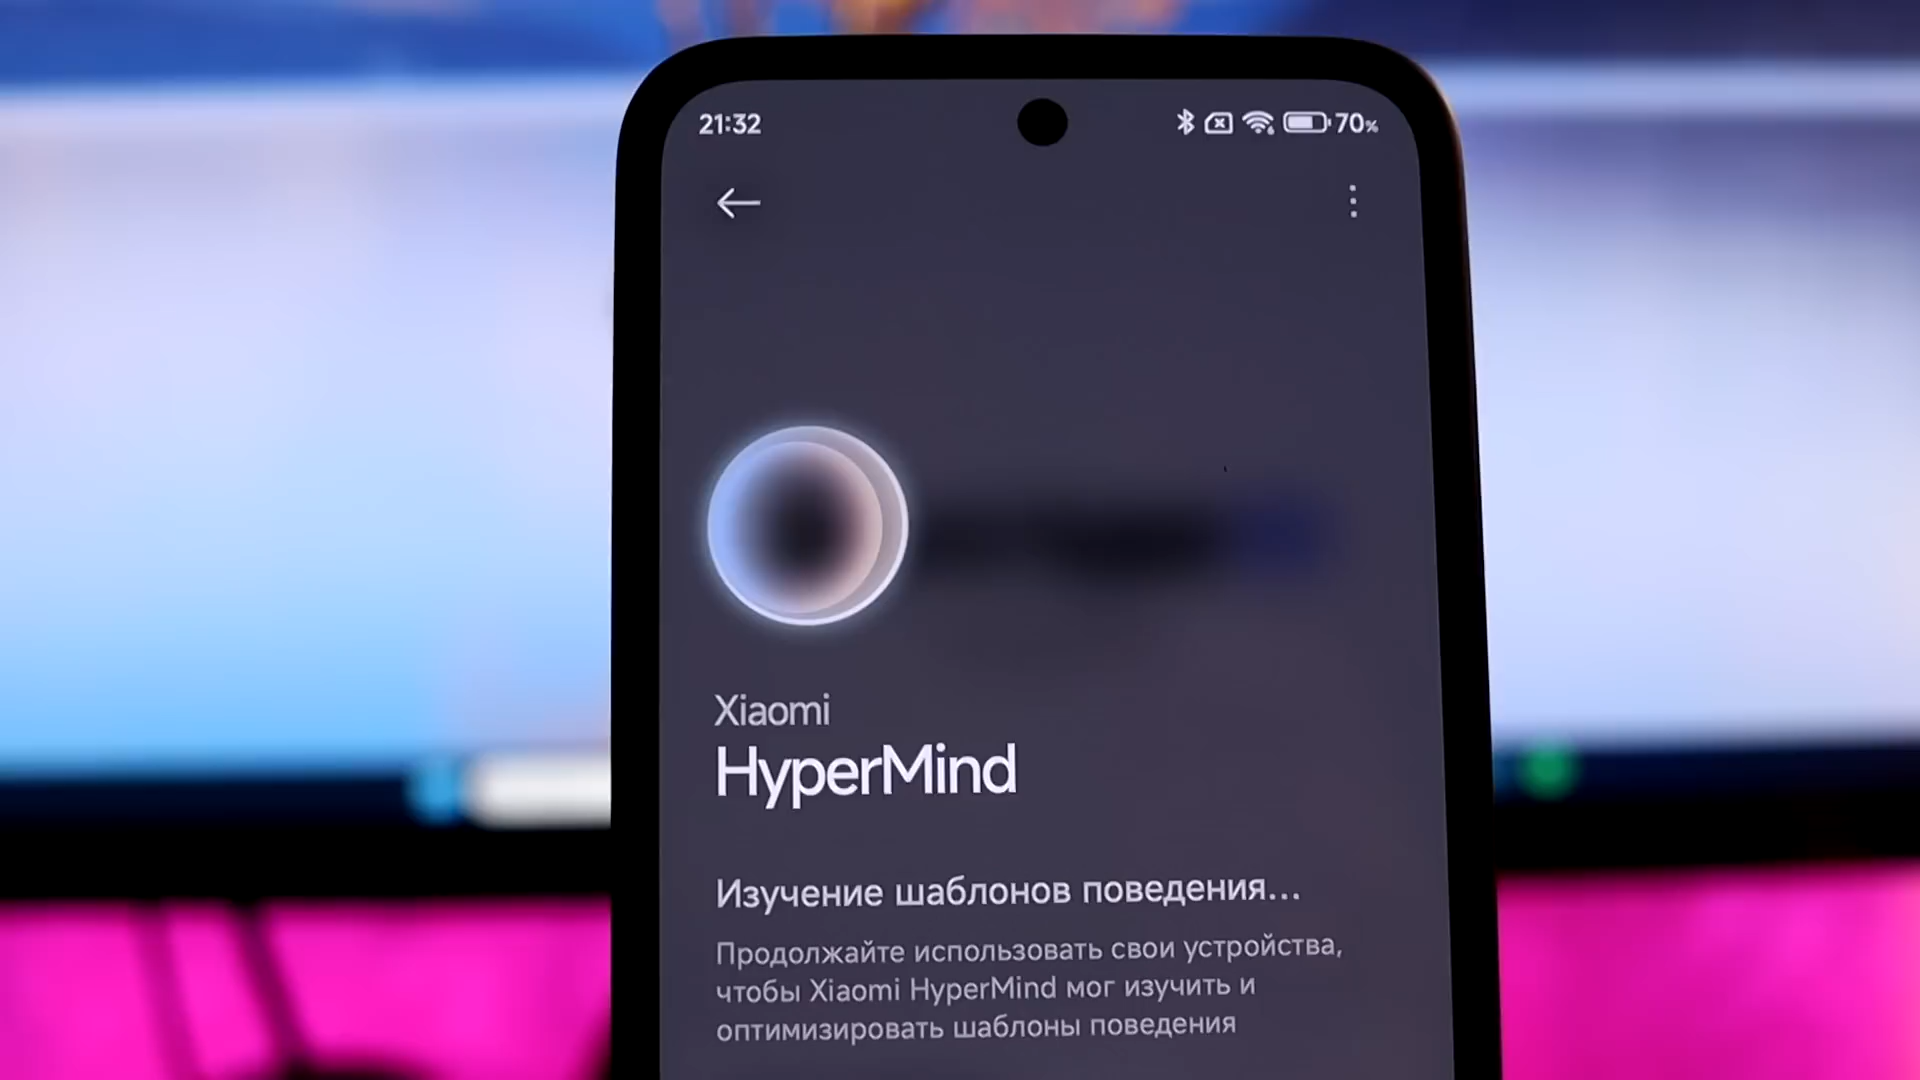 21:32
70%
Xiaomi
HyperMind
Изучение шаблонов поведения...
Продолжайте использовать свои устройства,
чтобы Xiaomi HyperMind мог изучить и
оптимизировать шаблоны поведения